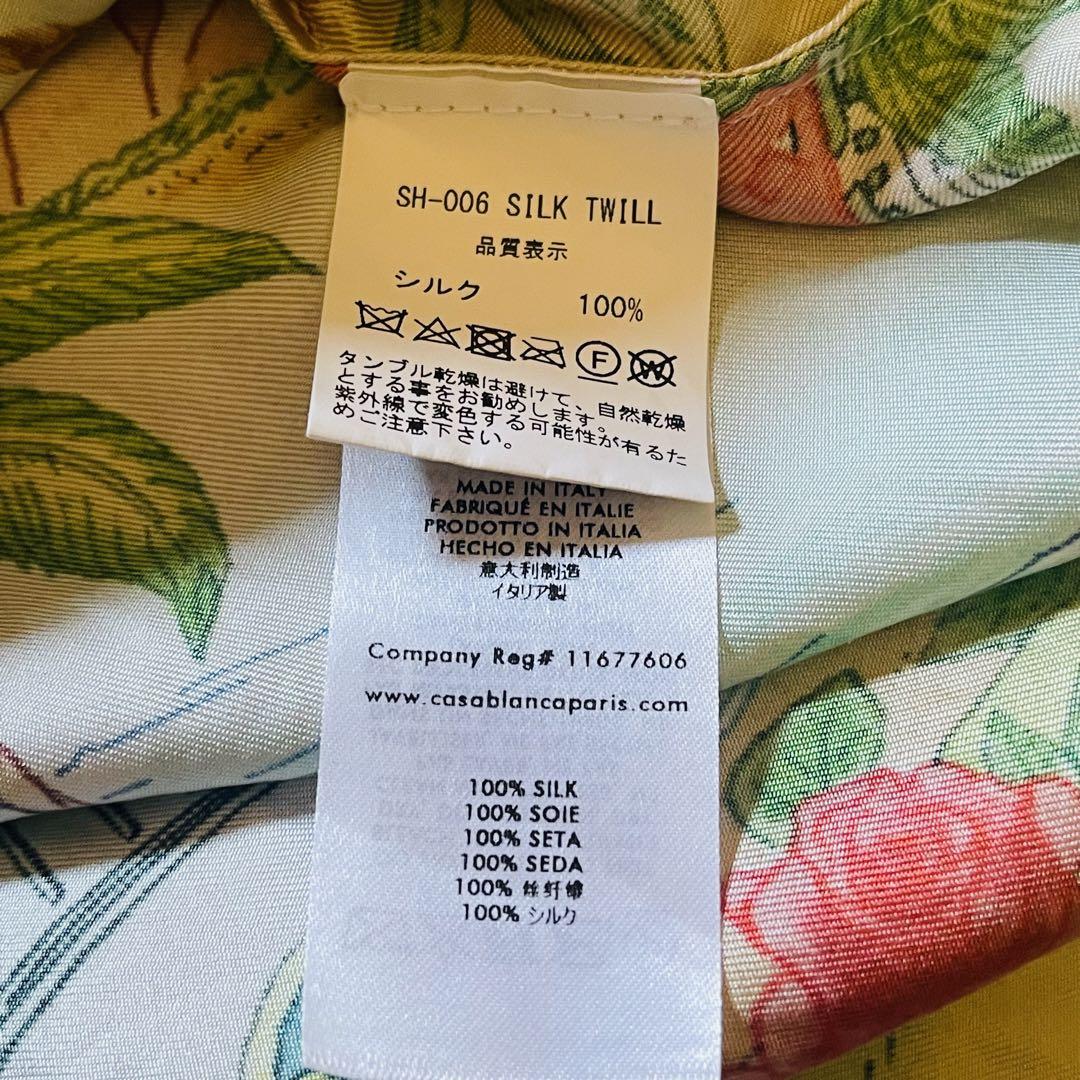 SH-006 SILK TWILL
品質表示
シルク 100%
F W
タンブル乾燥は避けて、自然乾燥
とする事をお勧めします。
紫外線で変色する可能性が有るた
めご注意下さい。
MADE IN ITALY
FABRIQUÉ EN ITALIE
PRODOTTO IN ITALIA
HECHO EN ITALIA
意大利制造
イタリア製
Company Reg# 11677606
www.casablancaparis.com
100% SILK
100% SOIE
100% SETA
100% SEDA
100%
100% シルク